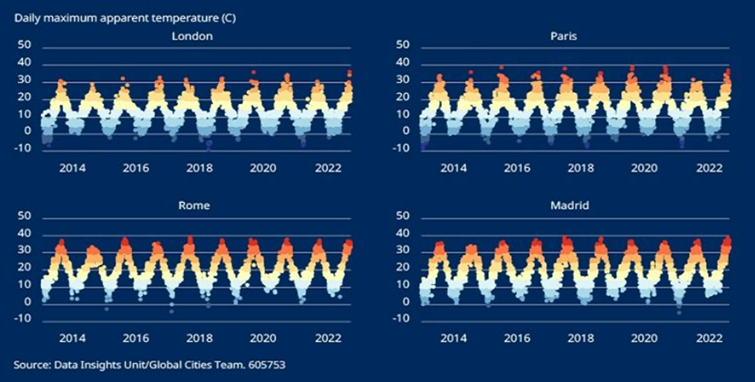 Daily maximum apparent temperature (C)
London
Paris
50
40
30
20
10
0
-10
50
40
30
20
10
0
-10
2014 2016 2018 2020 2022
2014 2016 2018 2020 2022
Rome
Madrid
50
40
30
20
10
0
-10
50
40
30
20
10
0
-10
2014 2016 2018 2020 2022
2014 2016 2018 2020 2022
Source: Data Insights Unit/Global Cities Team. 605753